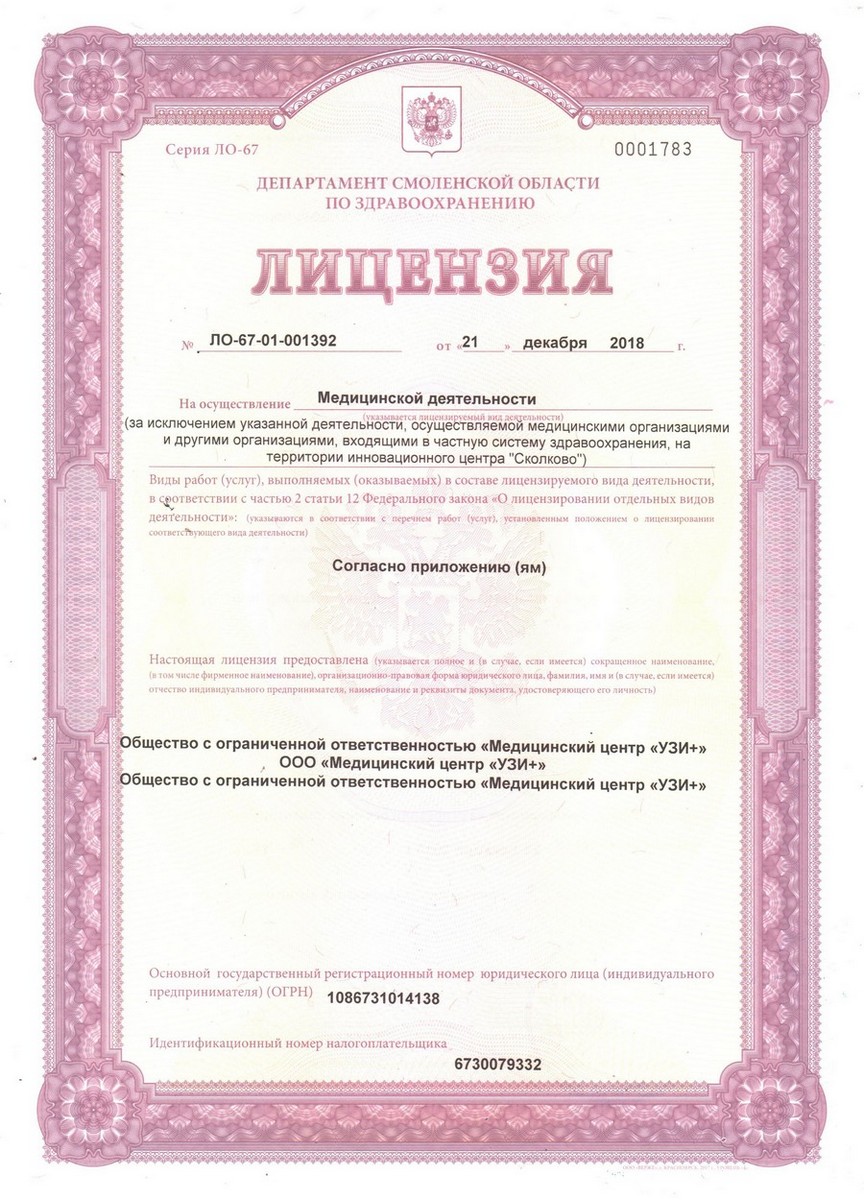 Серия ЛО-67
0001783
ДЕПАРТАМЕНТ СМОЛЕНСКОЙ ОБЛАСТИ
ПО ЗДРАВООХРАНЕНИЮ
ЛИЦЕНЗИЯ
№ ЛО-67-01-001392 от «21» декабря 2018 г.
На осуществление Медицинской деятельности
(указывается лицензируемый вид деятельности)
(за исключением указанной деятельности, осуществляемой медицинскими организациями
и другими организациями, входящими в частную систему здравоохранения, на
территории инновационного центра "Сколково")
Виды работ (услуг), выполняемых (оказываемых) в составе лицензируемого вида деятельности,
в соответствии с частью 2 статьи 12 Федерального закона «О лицензировании отдельных видов
деятельности»: (указываются в соответствии с перечнем работ (услуг), установленным положением о лицензировании
соответствующего вида деятельности)
Согласно приложению (ям)
Настоящая лицензия предоставлена (указывается полное и (в случае, если имеется) сокращенное наименование,
(в том числе фирменное наименование), организационно-правовая форма юридического лица, фамилия, имя и (в случае, если имеется)
отчество индивидуального предпринимателя, наименование и реквизиты документа, удостоверяющего его личность)
Общество с ограниченной ответственностью «Медицинский центр «УЗИ+»
ООО «Медицинский центр «УЗИ+»
Общество с ограниченной ответственностью «Медицинский центр «УЗИ+»
Основной государственный регистрационный номер юридического лица (индивидуального
предпринимателя) (ОГРН) 1086731014138
Идентификационный номер налогоплательщика
6730079332